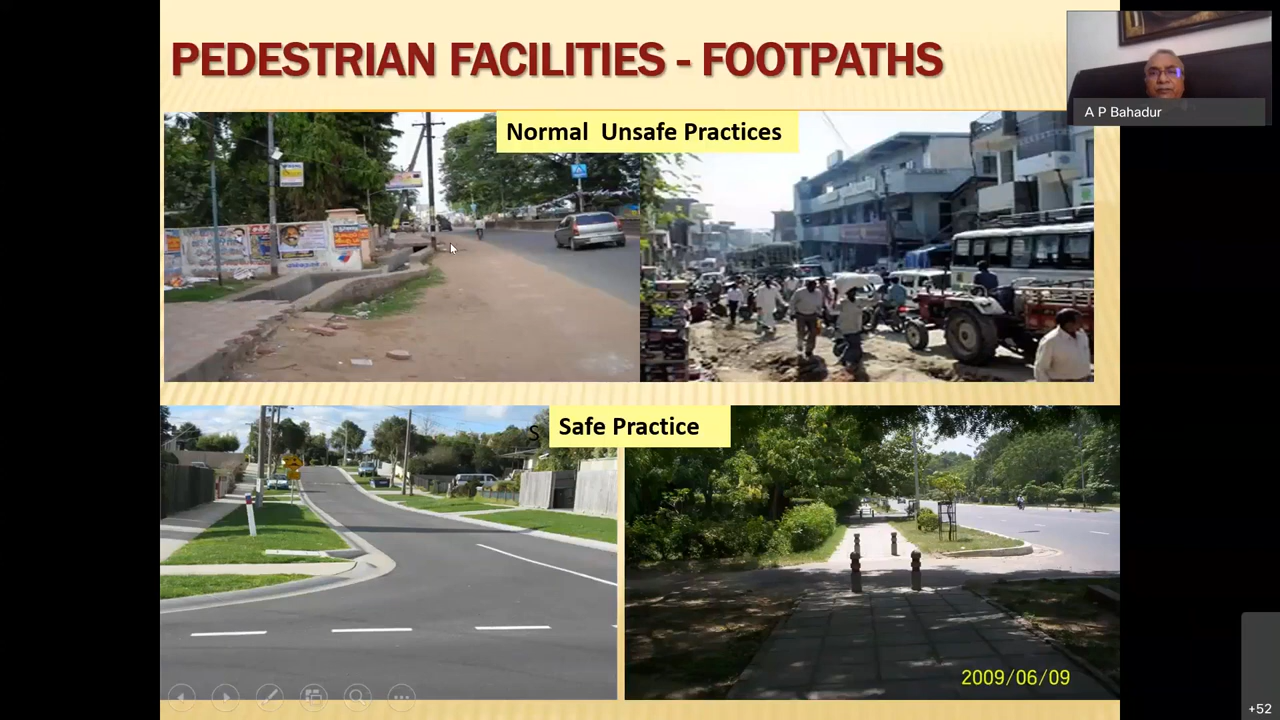 PEDESTRIAN FACILITIES - FOOTPATHS
A P Bahadur
Normal Unsafe Practices
S
Safe Practice
2009/06/09
+52